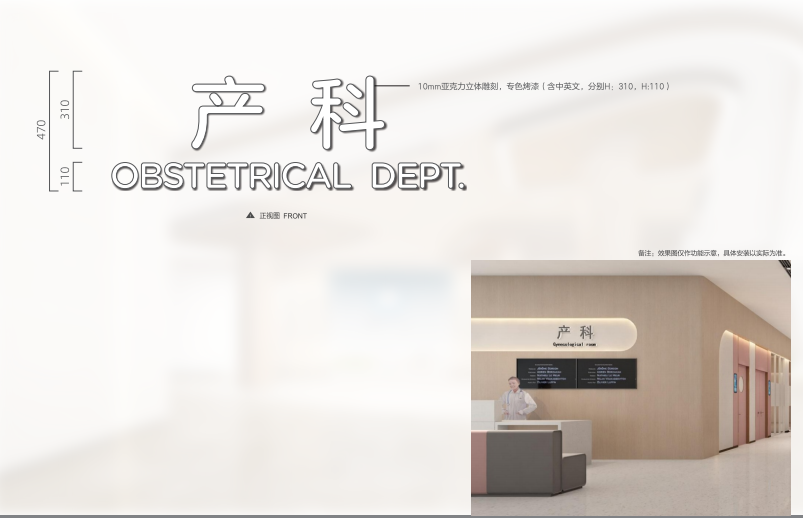 470
310
110
产 科
OBSTETRICAL DEPT.
10mm亚克力立体雕刻，专色烤漆（含中英文，分别H：310，H:110）
正视图 FRONT
备注：效果图仅作功能示意，具体安装以实际为准。
产 科
Gynecological room